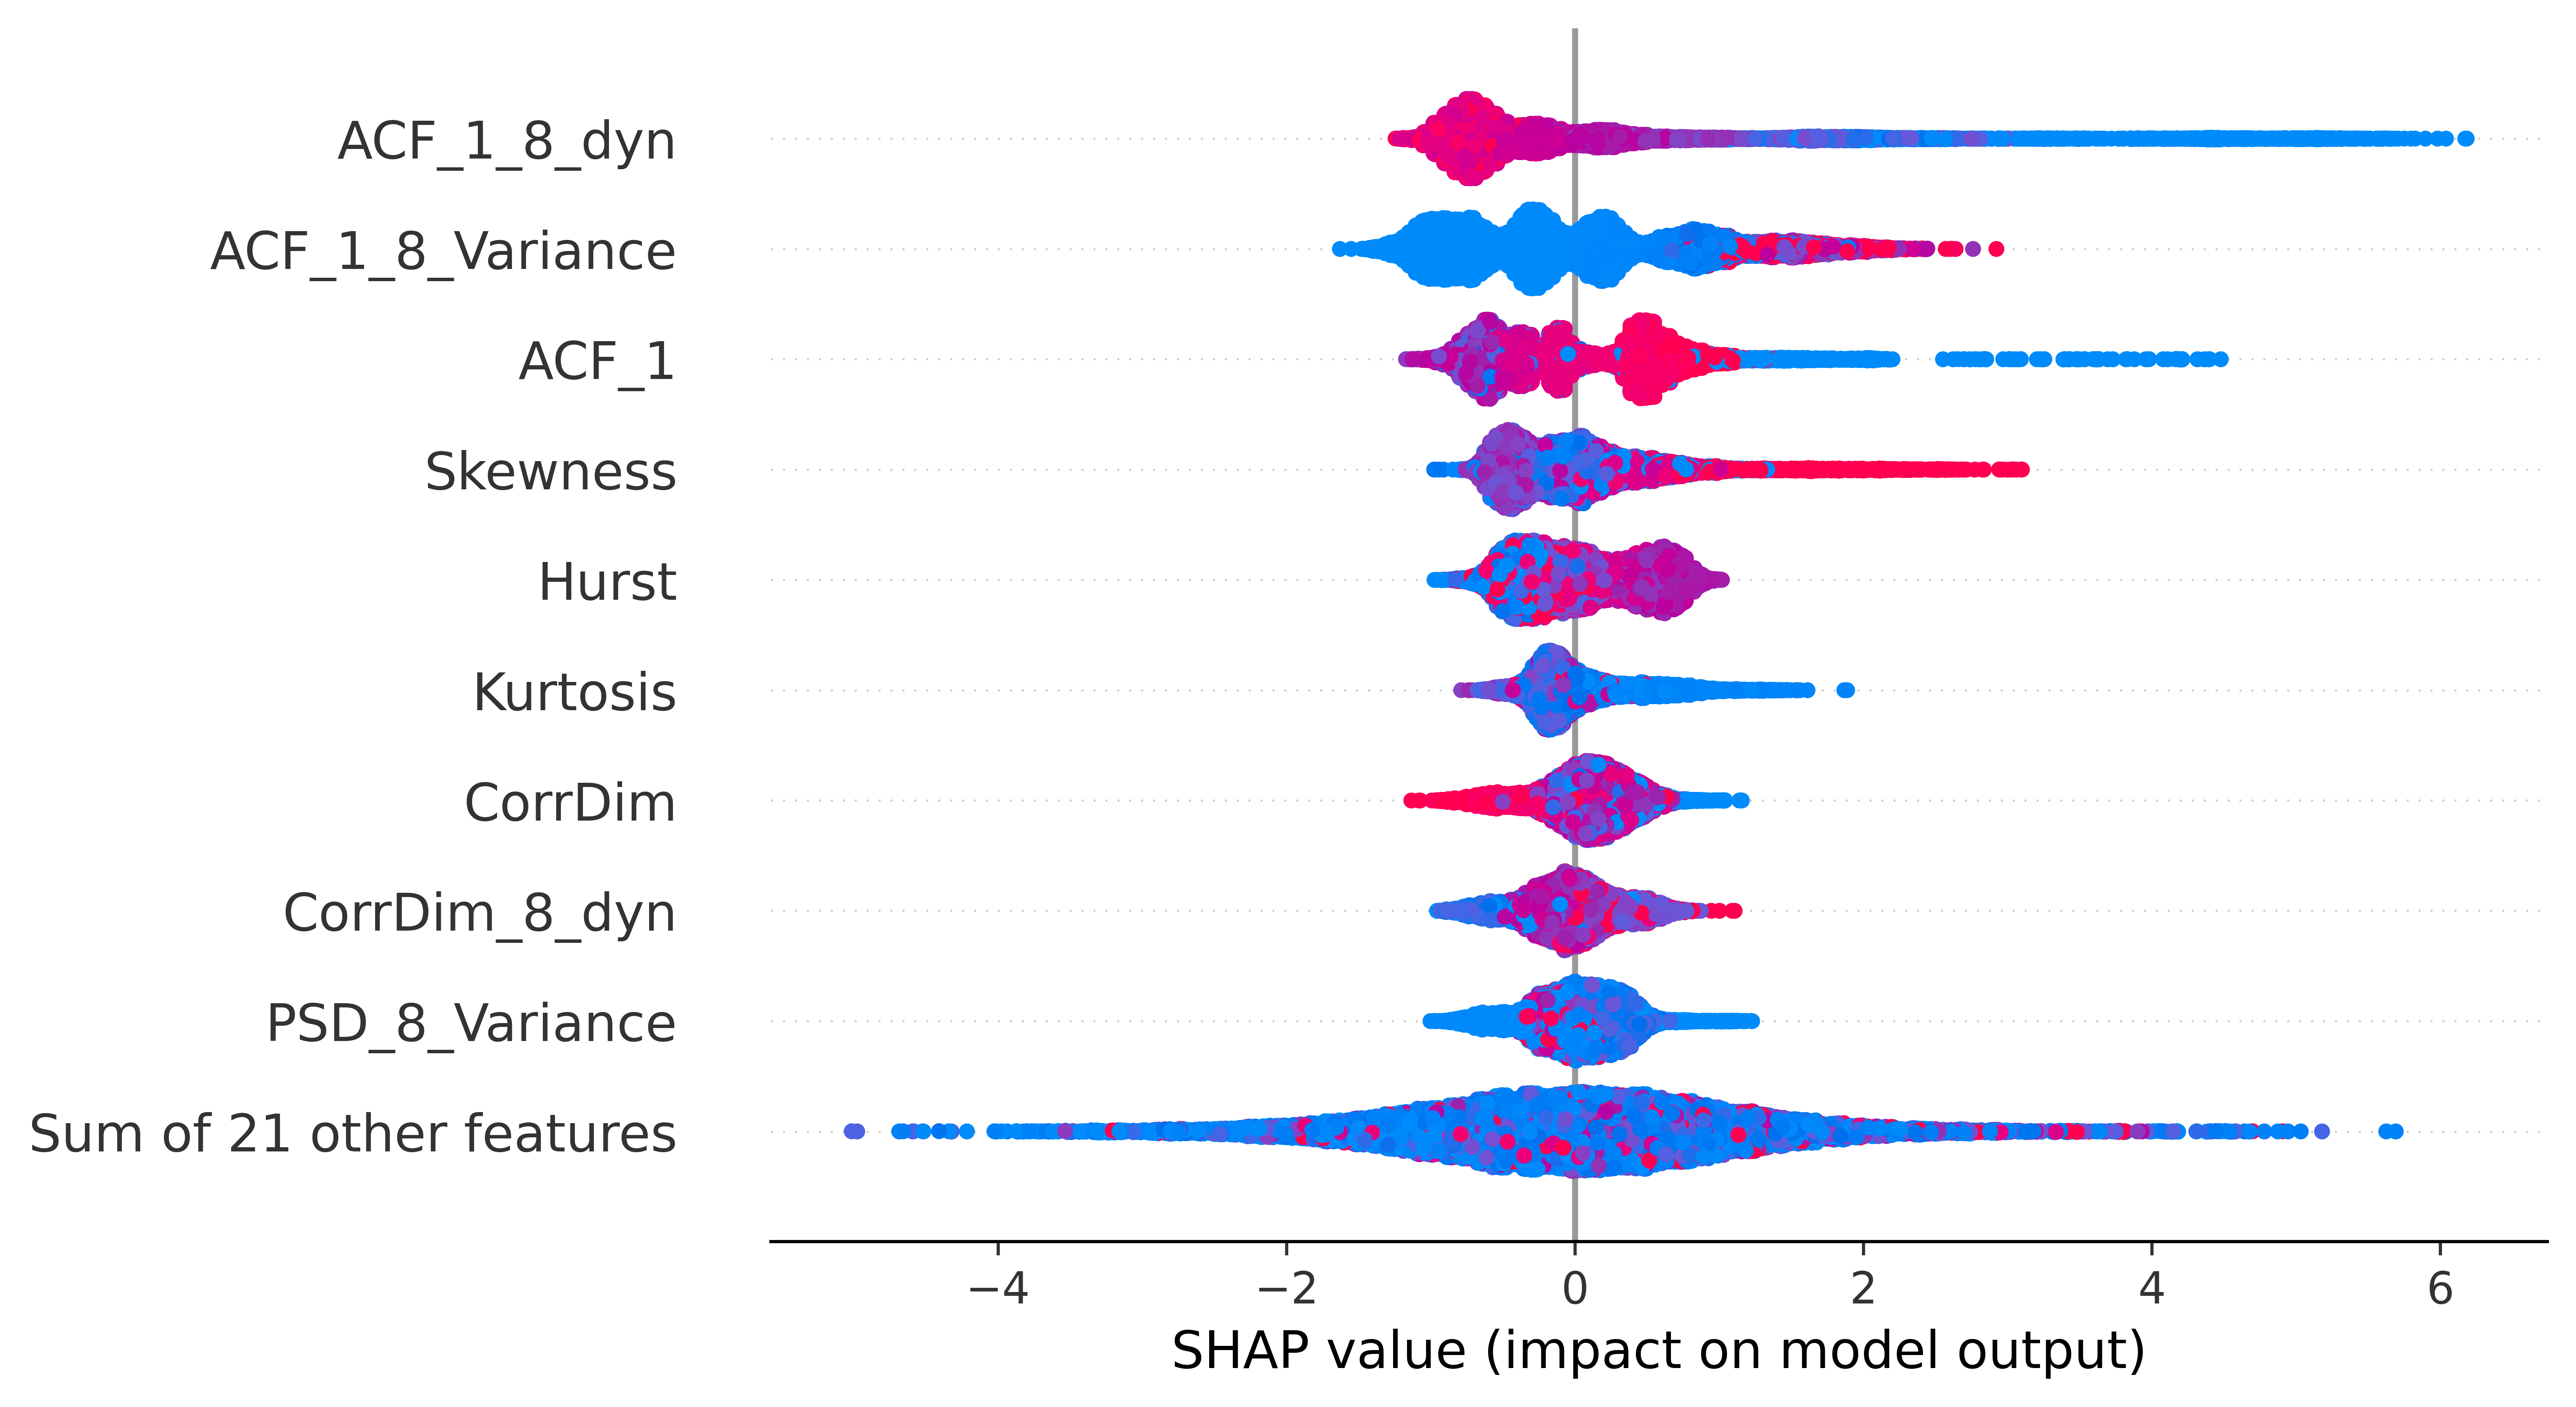 ACF_1_8_dyn
ACF_1_8_Variance
ACF_1
Skewness
Hurst
Kurtosis
CorrDim
CorrDim_8_dyn
PSD_8_Variance
Sum of 21 other features
−4 −2 0 2 4 6
SHAP value (impact on model output)